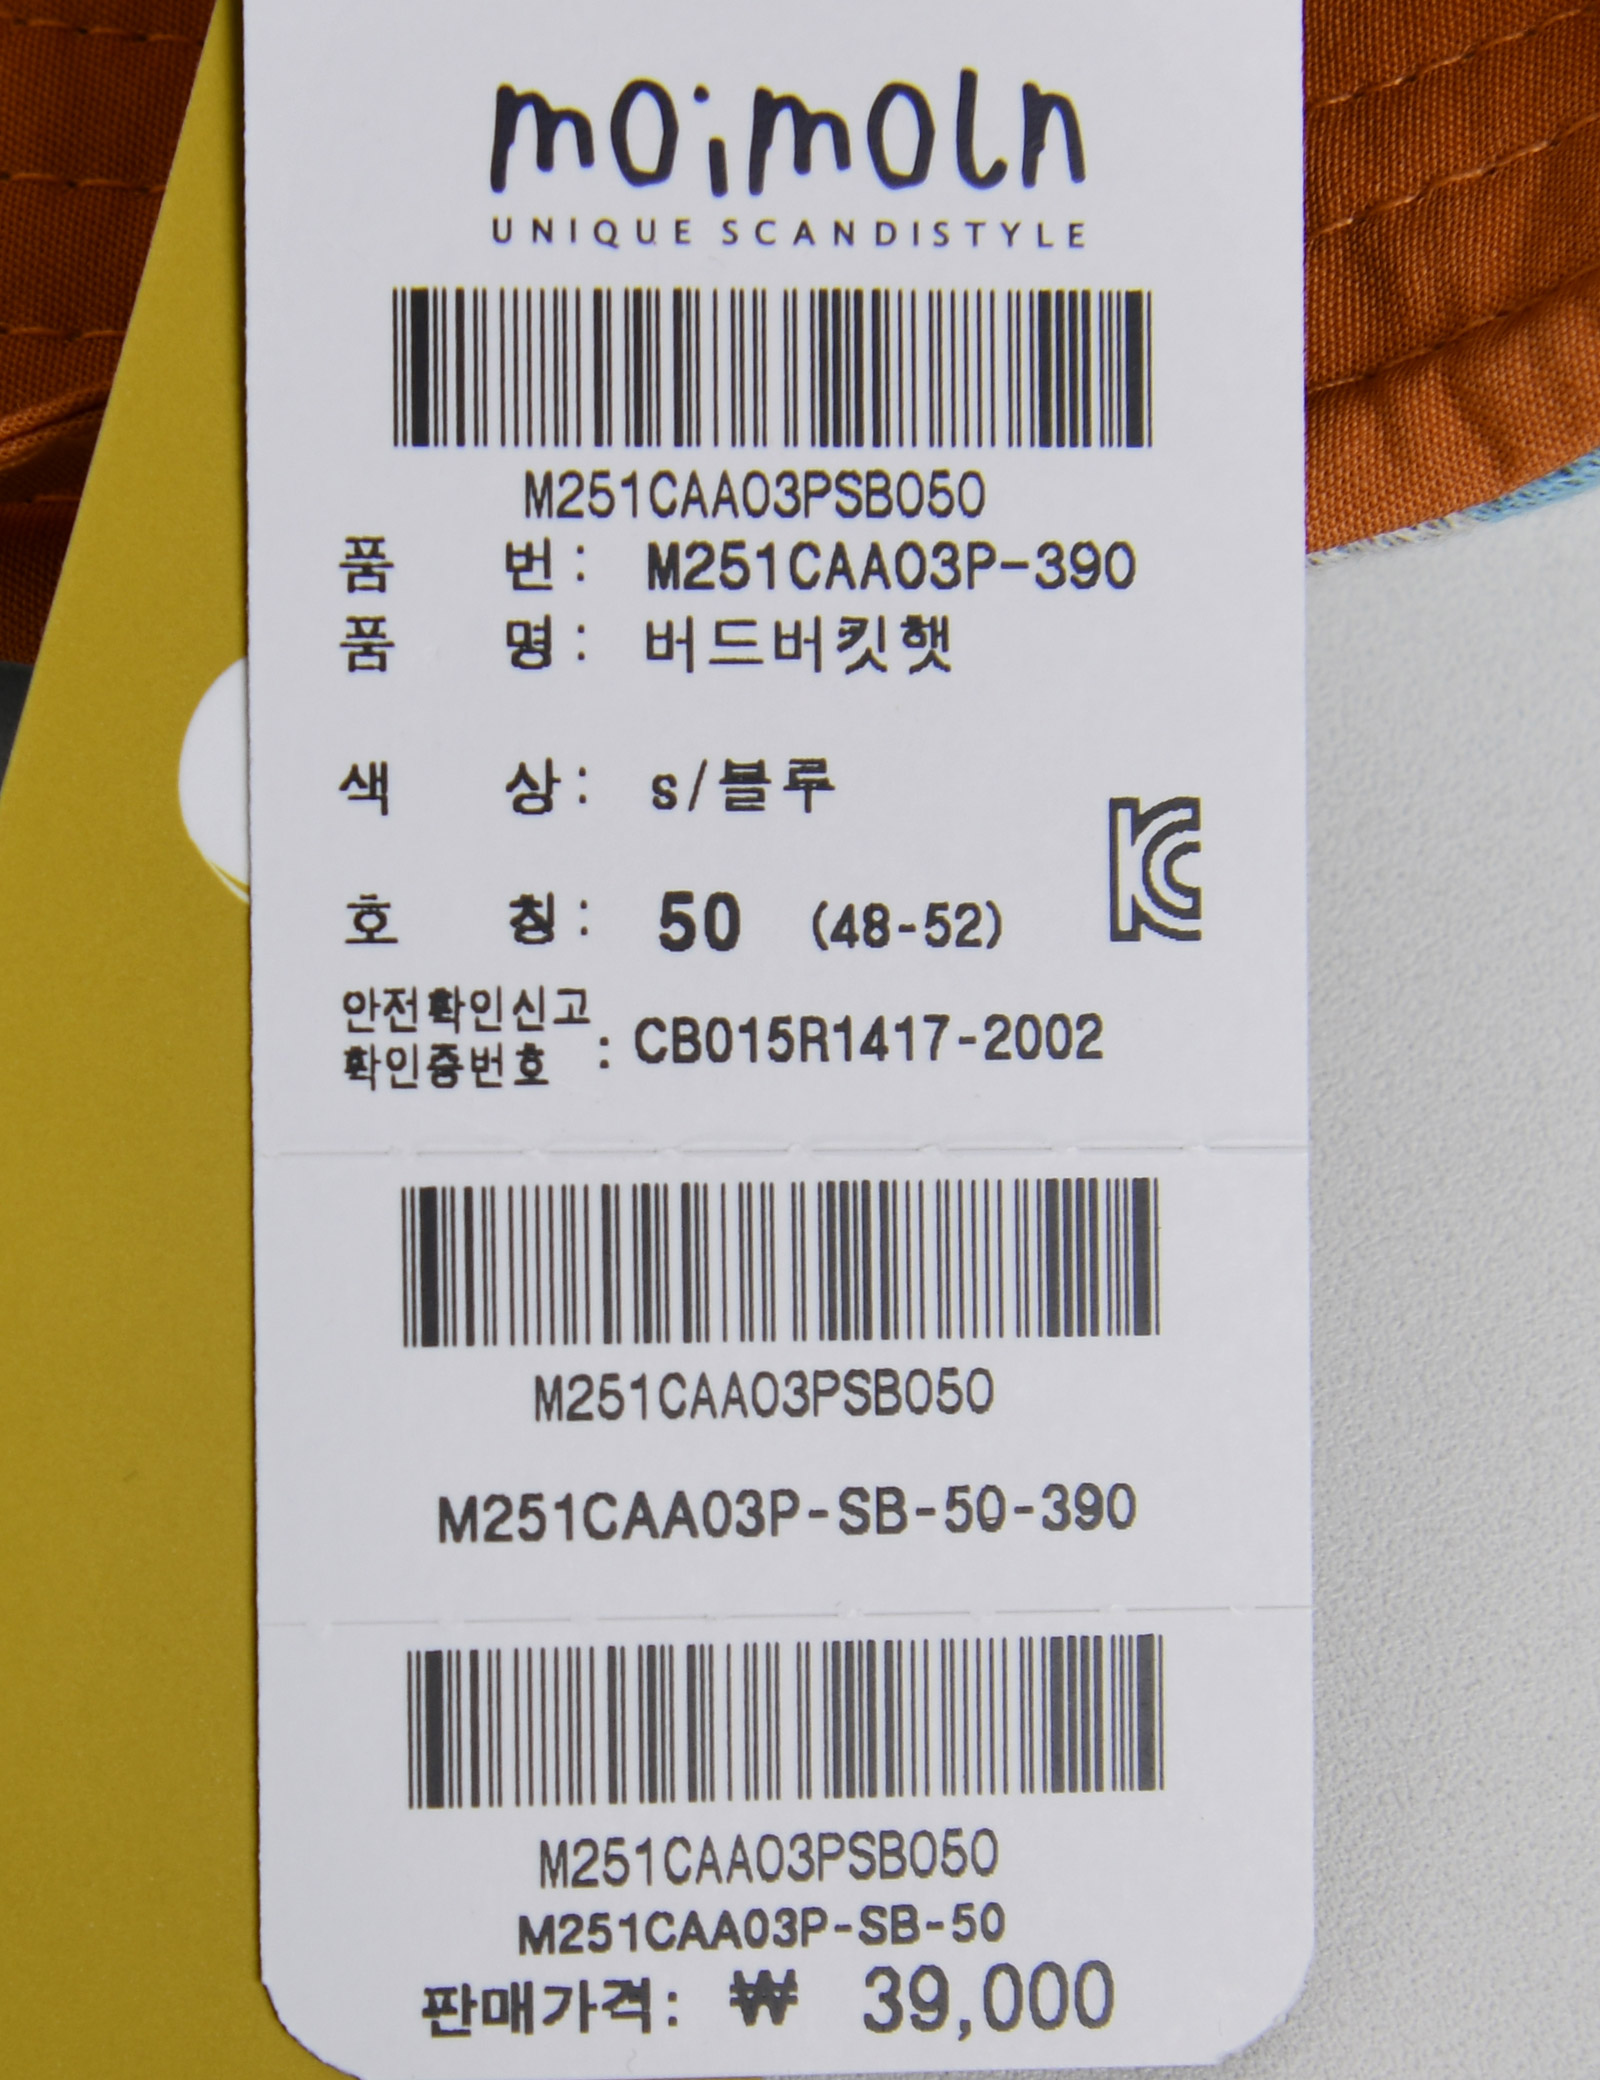 moimoln
UNIQUE SCANDISTYLE
M251CAA03PSB050
품 번: M251CAA03P-390
품 명: 버드버킷햇
색 상: s/블루
KC
호 칭: 50 (48-52)
안전확인신고
확인증번호 : CB015R1417-2002
M251CAA03PSB050
M251CAA03P-SB-50-390
M251CAA03PSB050
M251CAA03P-SB-50
판매가격: ₩ 39,000